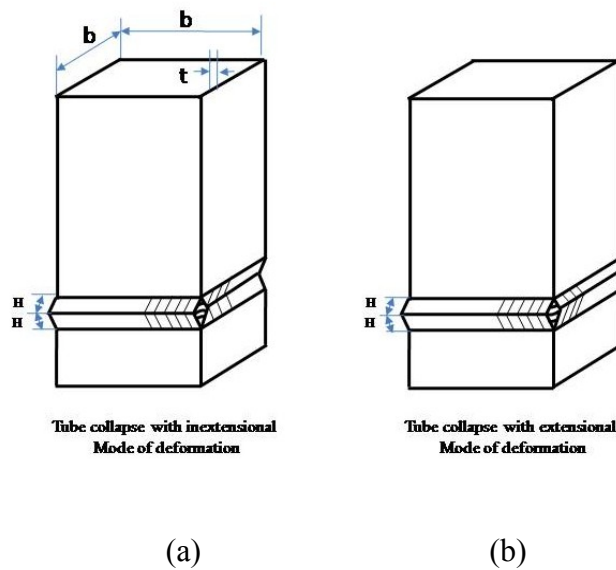 b
b
t
H
H
Tube collapse with inextensional
Mode of deformation
(a)
H
H
Tube collapse with extensional
Mode of deformation
(b)